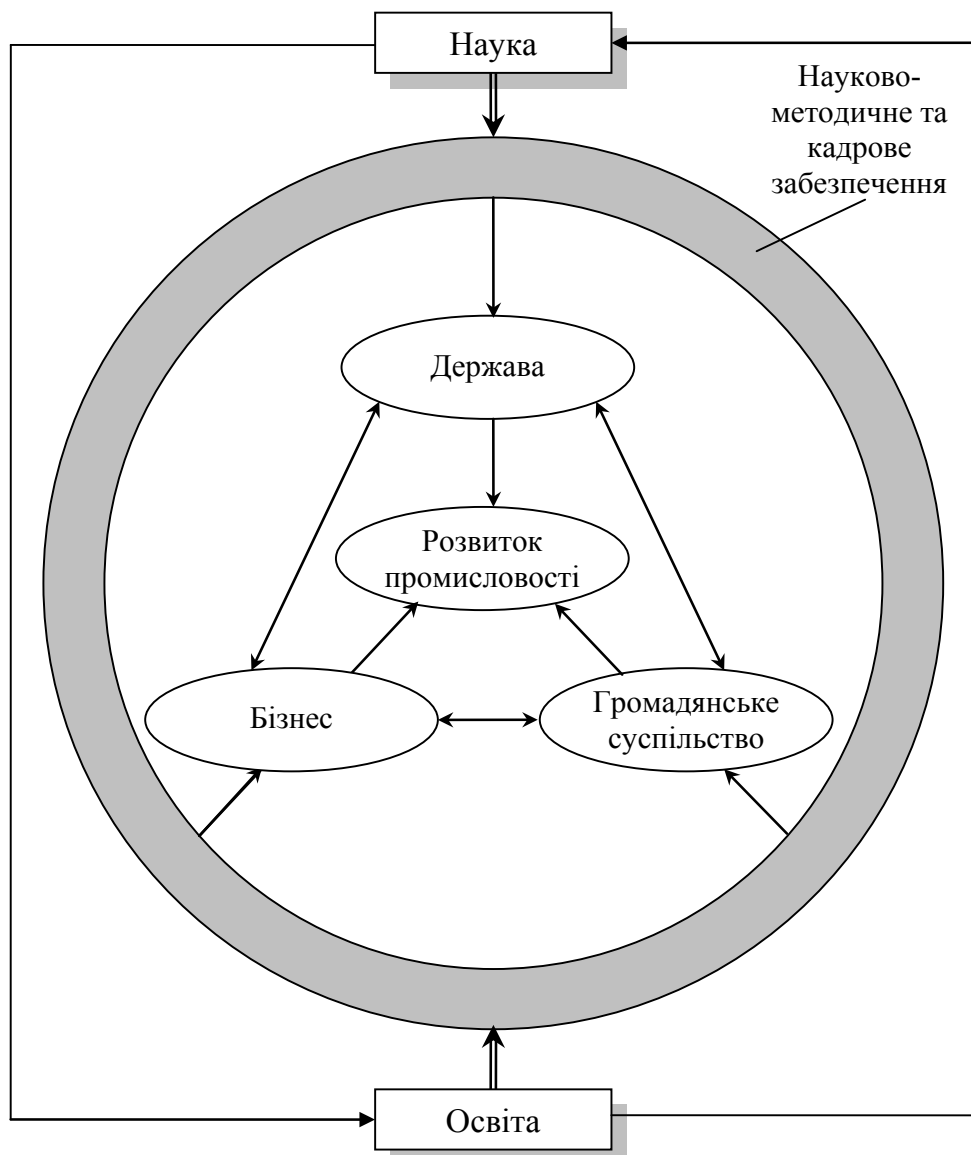 Наука
Науково-
методичне та
кадрове
забезпечення
Держава
Розвиток
промисловості
Бізнес
Громадянське
суспільство
Освіта